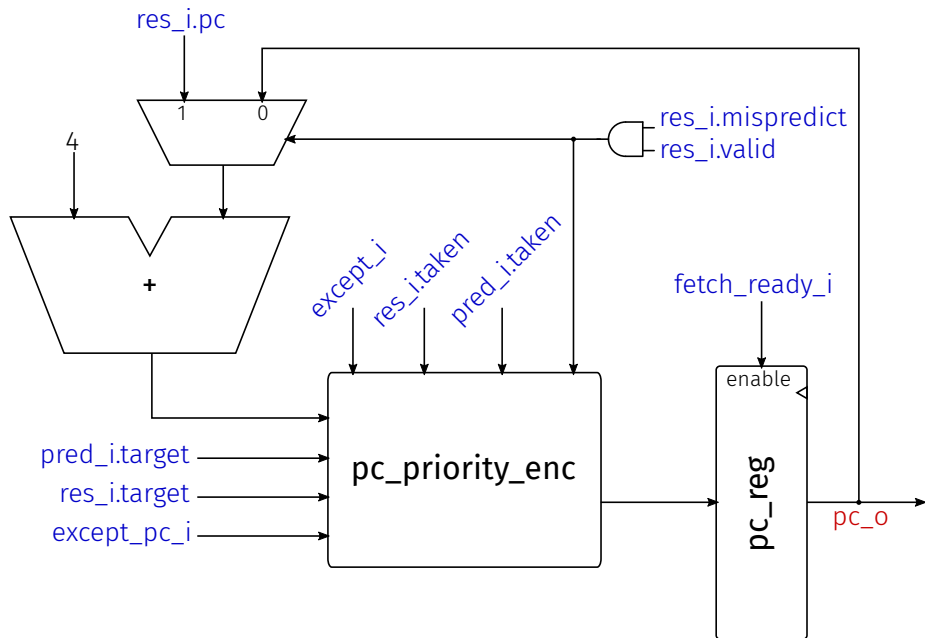 res_i.pc
1
0
res_i.mispredict
res_i.valid
4
+
except_i
res_i.taken
pred_i.taken
fetch_ready_i
enable
pred_i.target
res_i.target
except_pc_i
pc_priority_enc
pc_reg
pc_o